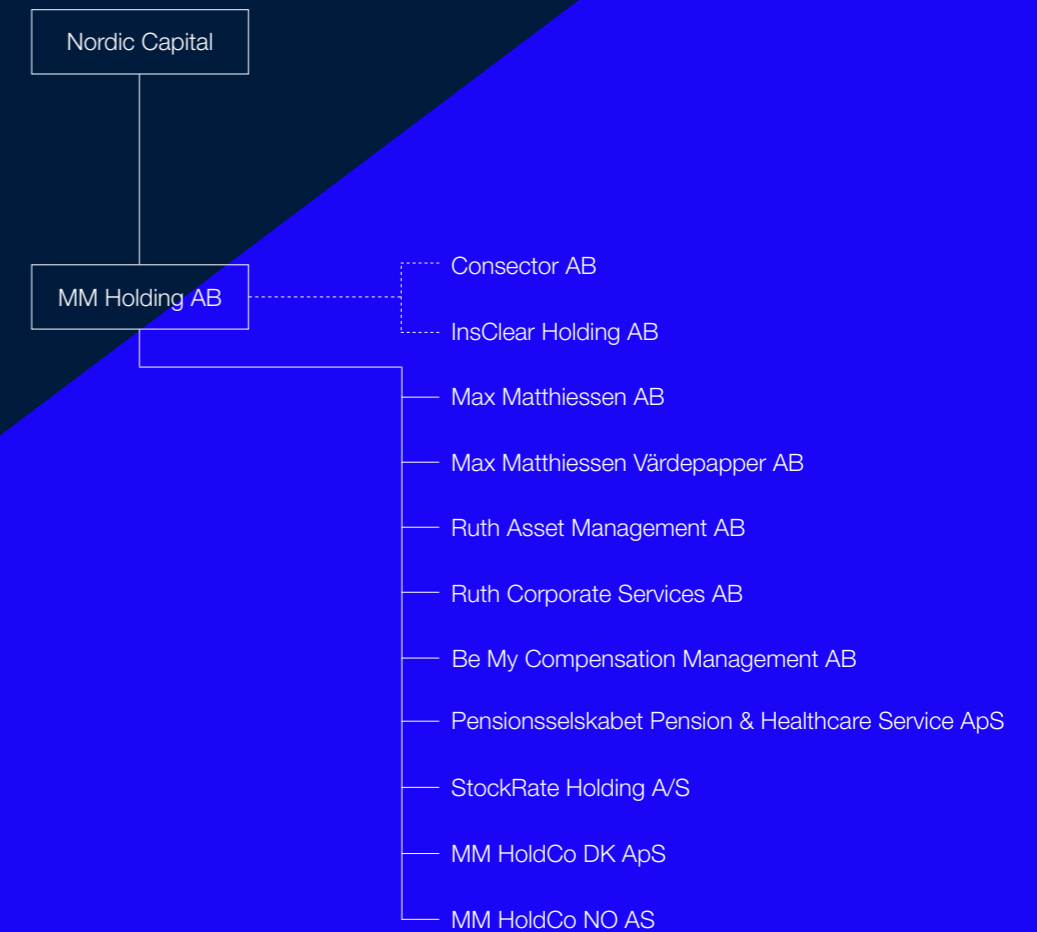 Nordic Capital
MM Holding AB
Consector AB
InsClear Holding AB
Max Matthiessen AB
Max Matthiessen Värdepapper AB
Ruth Asset Management AB
Ruth Corporate Services AB
Be My Compensation Management AB
Pensionsselskabet Pension & Healthcare Service ApS
StockRate Holding A/S
MM HoldCo DK ApS
MM HoldCo NO AS